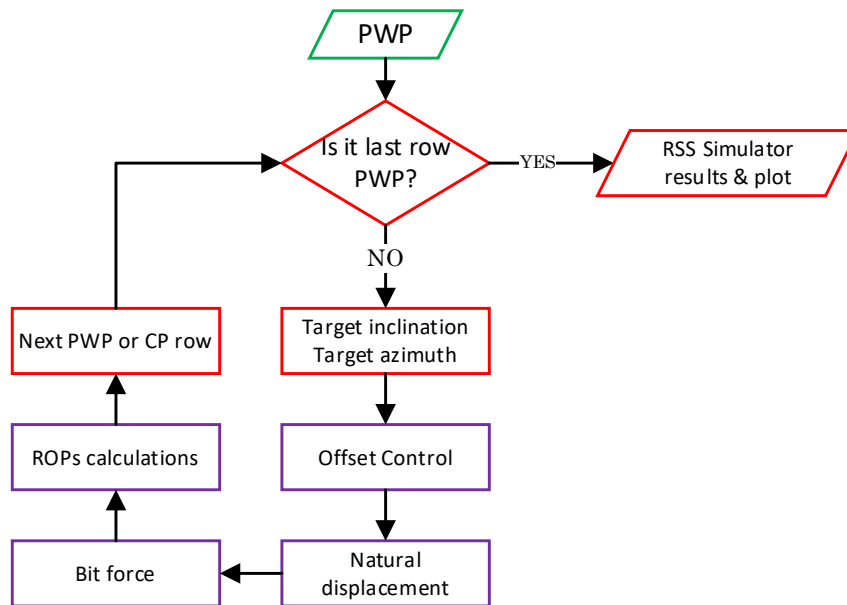 PWP
Is it last row
PWP?
YES
RSS Simulator
results & plot
NO
Next PWP or CP row
Target inclination
Target azimuth
ROPs calculations
Offset Control
Bit force
Natural
displacement